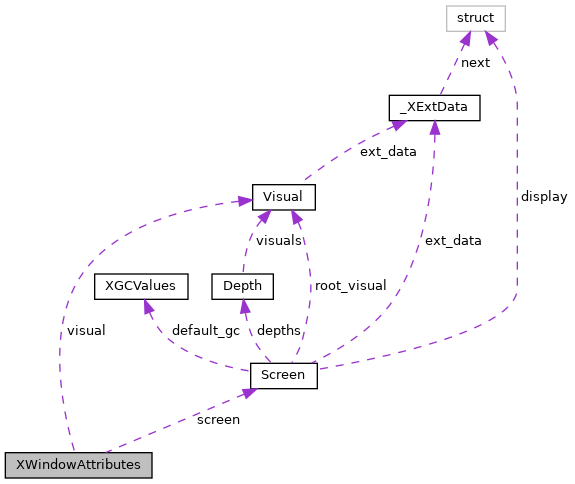 struct
next
_XExtData
ext_data
Visual
display
visuals
ext_data
XGCValues
Depth
root_visual
visual
default_gc
depths
Screen
screen
XWindowAttributes